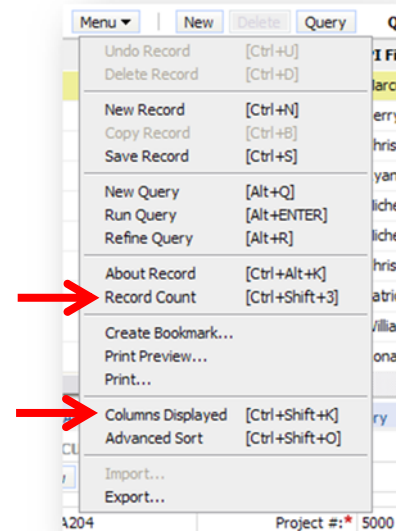 Menu ▼ New Delete Query Q
Undo Record [Ctrl+U]
Delete Record [Ctrl+D]
New Record [Ctrl+N]
Copy Record [Ctrl+B]
Save Record [Ctrl+S]
New Query [Alt+Q]
Run Query [Alt+ENTER]
Refine Query [Alt+R]
About Record [Ctrl+Alt+K]
Record Count [Ctrl+Shift+3]
Create Bookmark...
Print Preview...
Print...
Columns Displayed [Ctrl+Shift+K]
Advanced Sort [Ctrl+Shift+O]
Import...
Export...
A204 Project #:* 5000